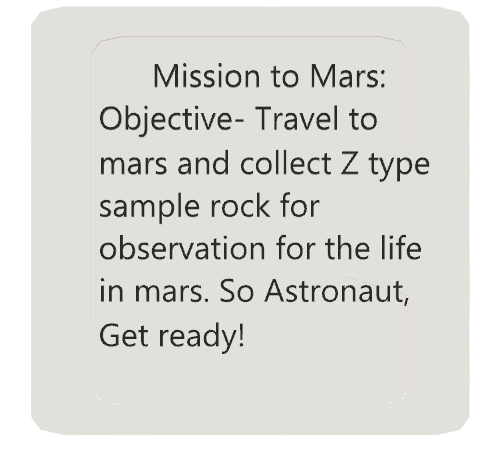 Mission to Mars:
Objective- Travel to
mars and collect Z type
sample rock for
observation for the life
in mars. So Astronaut,
Get ready!